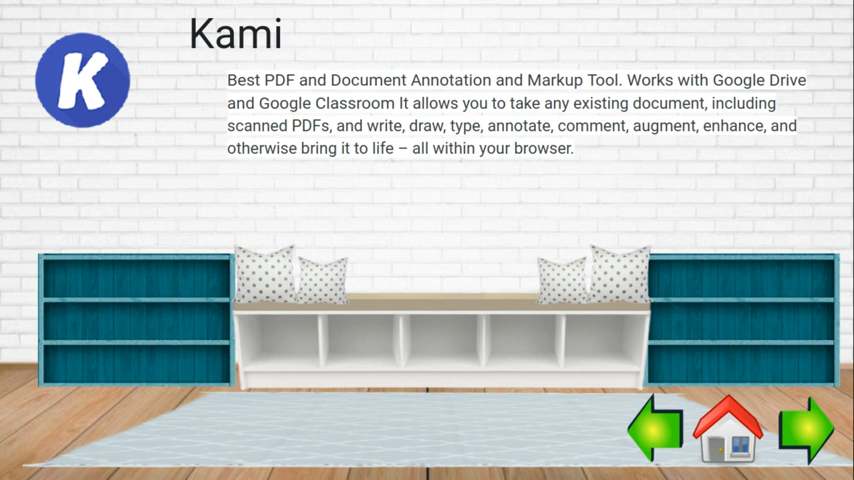 Kami
K
Best PDF and Document Annotation and Markup Tool. Works with Google Drive
and Google Classroom It allows you to take any existing document, including
scanned PDFs, and write, draw, type, annotate, comment, augment, enhance, and
otherwise bring it to life – all within your browser.